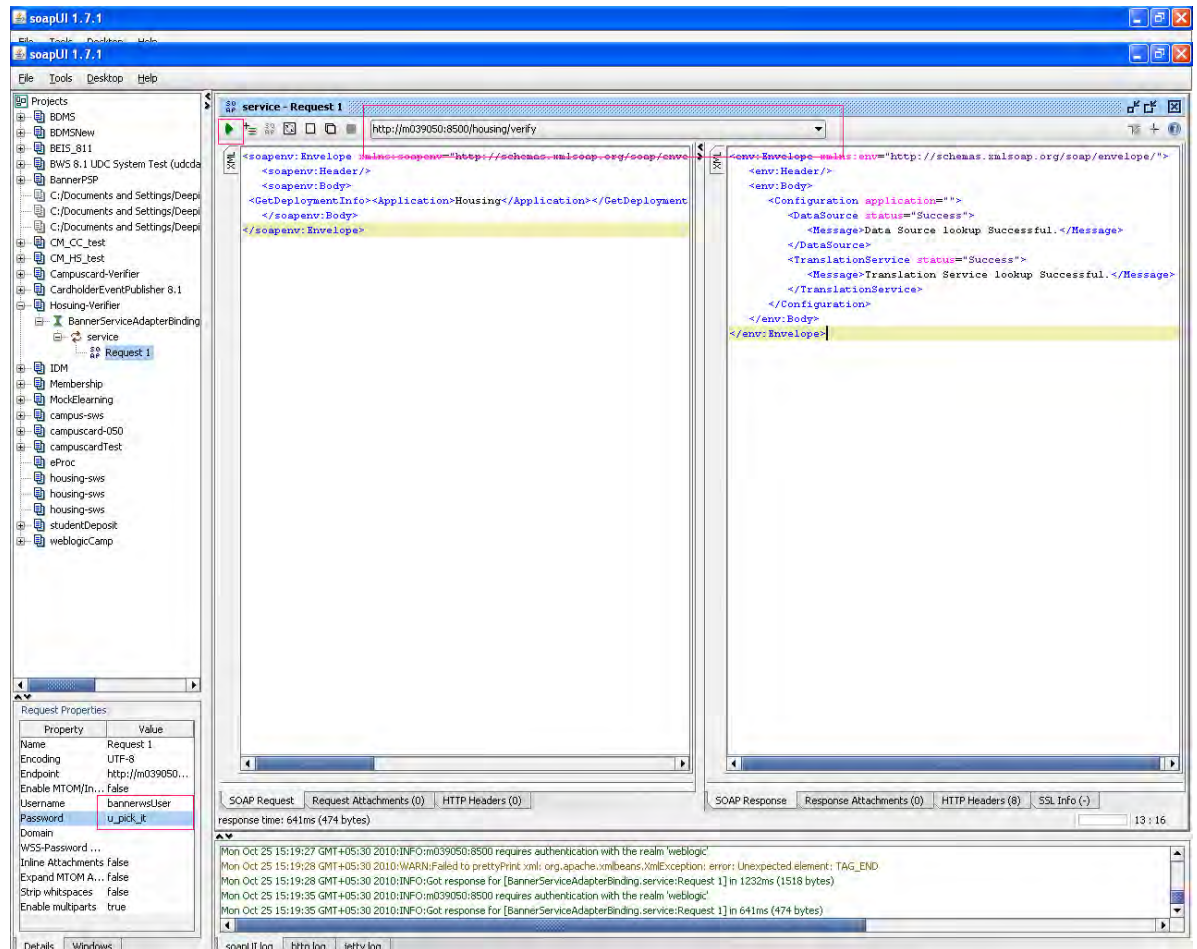 soapUI 1.7.1
File Tools Desktop Help
soapUI 1.7.1
File Tools Desktop Help
Projects
BDMS
BDMSNew
BEIS_811
BWS 8.1 UDC System Test (udcda
BannerPSP
C:/Documents and Settings/Deepi
C:/Documents and Settings/Deepi
C:/Documents and Settings/Deepi
CM_CC_test
CM_HS_test
Campuscard-Verifier
CardholderEventPublisher 8.1
Hosuing-Verifier
BannerServiceAdapterBinding
service
Request 1
IDM
Membership
MockElearning
campus-sws
campuscard-050
campuscardTest
eProc
housing-sws
housing-sws
housing-sws
studentDeposit
weblogicCamp
Request Properties
Property Value
Name Request 1
Encoding UTF-8
Endpoint http://m039050...
Enable MTOM/In... false
Username bannerwsUser
Password u_pick_it
Domain
WSS-Password ...
Inline Attachments false
Expand MTOM A... false
Strip whitspaces false
Enable multiparts true
Details Windows
service - Request 1
http://m039050:8500/housing/verify
XML
<soapenv:Envelope xmlns:soapenv="http://schemas.xmlsoap.org/soap/enve
<soapenv:Header/>
<soapenv:Body>
<GetDeploymentInfo><Application>Housing</Application></GetDeployment
</soapenv:Body>
</soapenv:Envelope>
XML
<env:Envelope xmlns:env="http://schemas.xmlsoap.org/soap/envelope/">
<env:Header/>
<env:Body>
<Configuration application="">
<DataSource status="Success">
<Message>Data Source lookup Successful.</Message>
</DataSource>
<TranslationService status="Success">
<Message>Translation Service lookup Successful.</Message>
</TranslationService>
</Configuration>
</env:Body>
</env:Envelope>
SOAP Request Request Attachments (0) HTTP Headers (0)
SOAP Response Response Attachments (0) HTTP Headers (8) SSL Info (-)
response time: 641ms (474 bytes)
13 : 16
Mon Oct 25 15:19:27 GMT+05:30 2010:INFO:m039050:8500 requires authentication with the realm 'weblogic'
Mon Oct 25 15:19:28 GMT+05:30 2010:WARN:Failed to prettyPrint xml: org.apache.xmlbeans.XmlException: error: Unexpected element: TAG_END
Mon Oct 25 15:19:28 GMT+05:30 2010:INFO:Got response for [BannerServiceAdapterBinding.service:Request 1] in 1232ms (1518 bytes)
Mon Oct 25 15:19:35 GMT+05:30 2010:INFO:m039050:8500 requires authentication with the realm 'weblogic'
Mon Oct 25 15:19:35 GMT+05:30 2010:INFO:Got response for [BannerServiceAdapterBinding.service:Request 1] in 641ms (474 bytes)
soapUI log http log jetty log